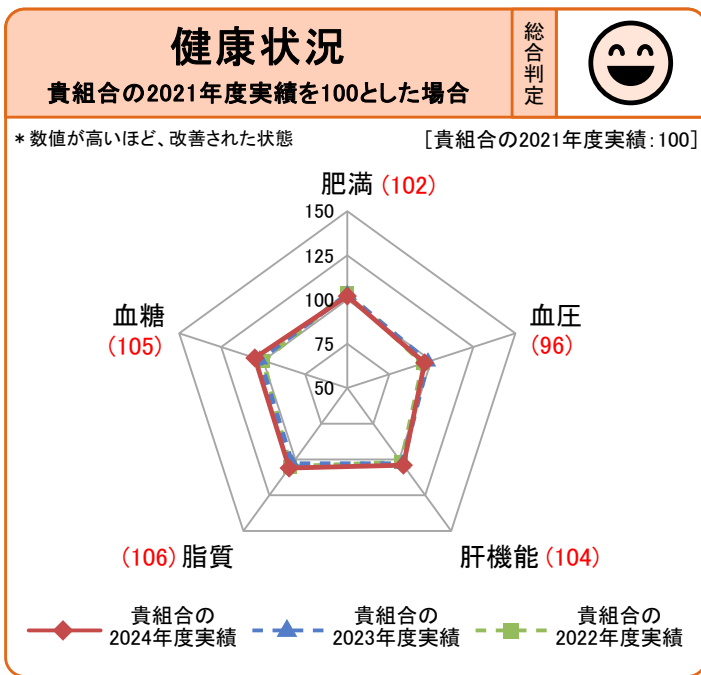 健康状況
貴組合の2021年度実績を100とした場合
総合判定
*数値が高いほど、改善された状態
[貴組合の2021年度実績:100]
肥満(102)
150
125
100
75
50
血糖
(105)
血圧
(96)
(106)脂質
肝機能(104)
貴組合の
2024年度実績
貴組合の
2023年度実績
貴組合の
2022年度実績